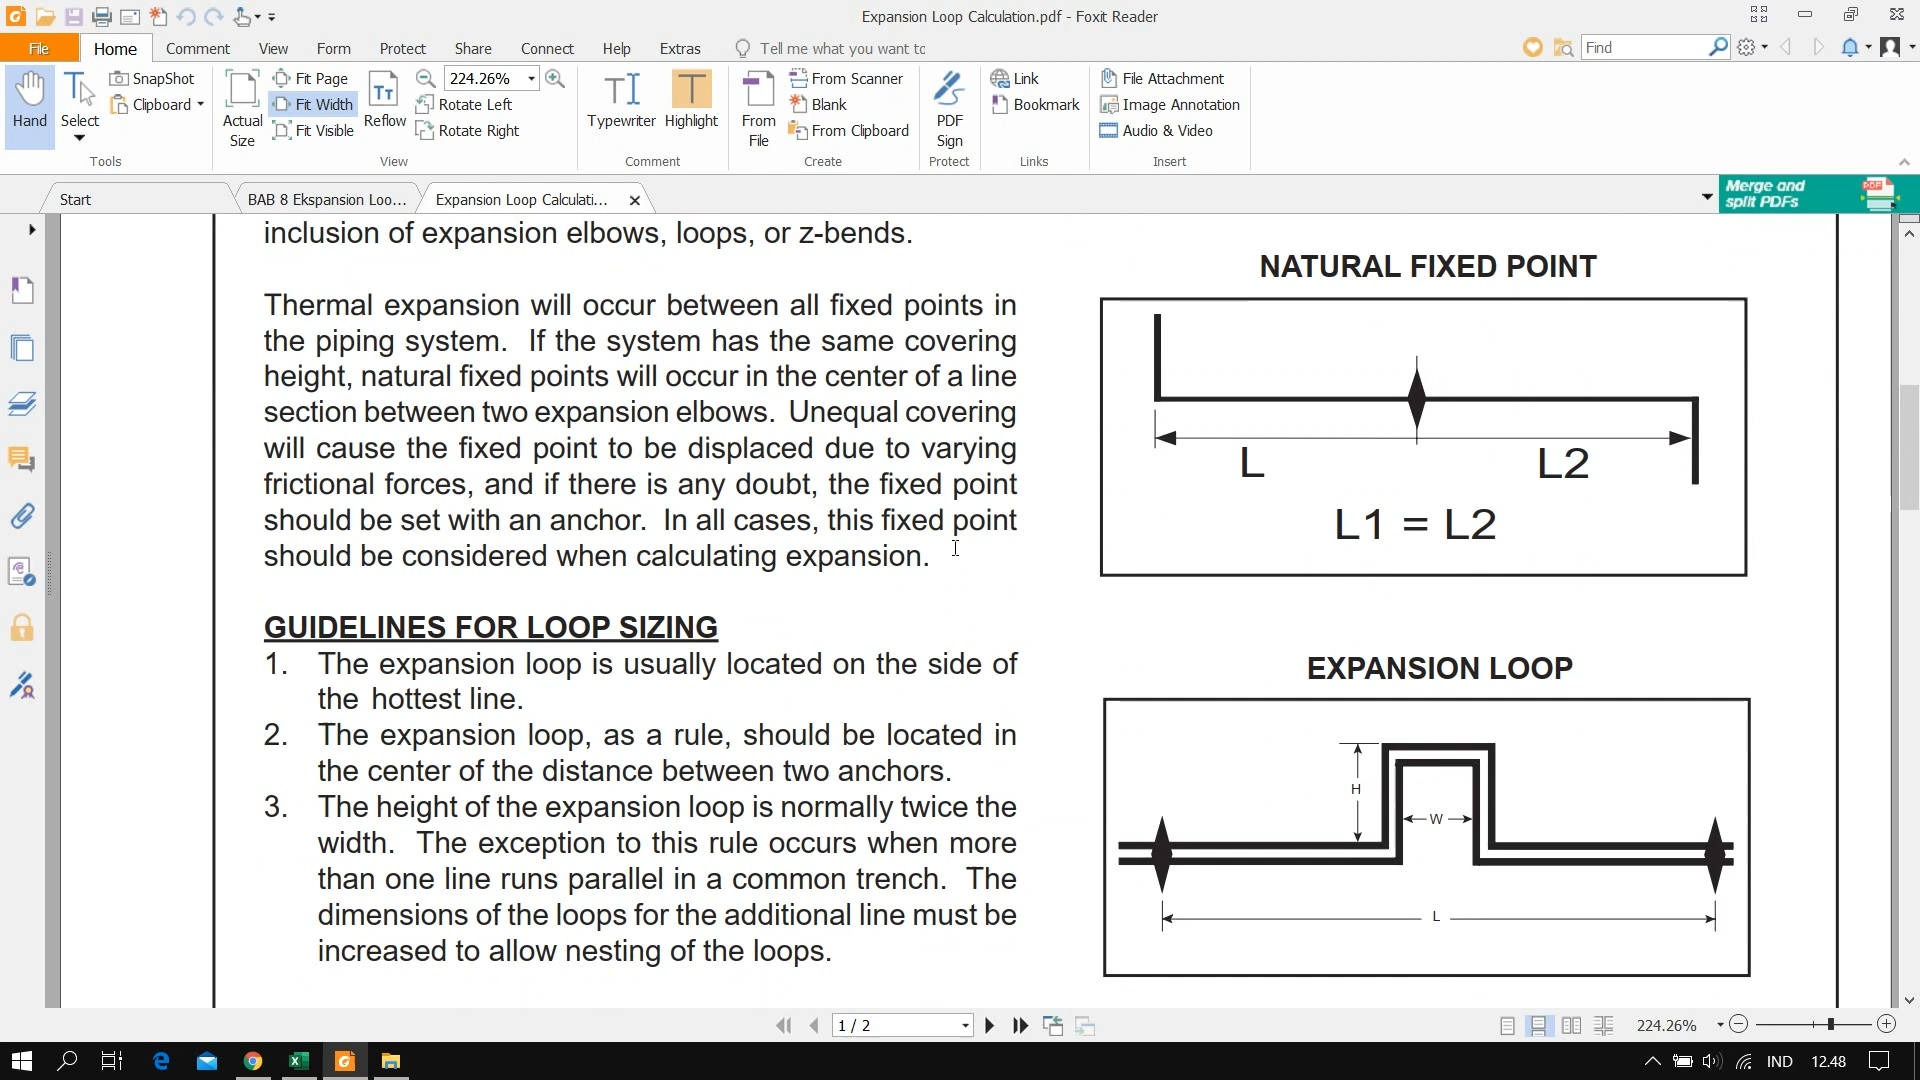 Expansion Loop Calculation.pdf - Foxit Reader
File Home Comment View Form Protect Share Connect Help Extras Tell me what you want to Find
Hand
Select
SnapShot
Clipboard
Tools
Actual Size
Fit Page
Fit Width
Fit Visible
Reflow
224.26%
Rotate Left
Rotate Right
View
Typewriter
Highlight
Comment
From File
From Scanner
Blank
From Clipboard
Create
PDF Sign
Protect
Link
Bookmark
Links
File Attachment
Image Annotation
Audio & Video
Insert
Start
BAB 8 Ekspansion Loo...
Expansion Loop Calculati...
Merge and
split PDFs
PDF
inclusion of expansion elbows, loops, or z-bends.
Thermal expansion will occur between all fixed points in
the piping system. If the system has the same covering
height, natural fixed points will occur in the center of a line
section between two expansion elbows. Unequal covering
will cause the fixed point to be displaced due to varying
frictional forces, and if there is any doubt, the fixed point
should be set with an anchor. In all cases, this fixed point
should be considered when calculating expansion.
GUIDELINES FOR LOOP SIZING
1. The expansion loop is usually located on the side of
the hottest line.
2. The expansion loop, as a rule, should be located in
the center of the distance between two anchors.
3. The height of the expansion loop is normally twice the
width. The exception to this rule occurs when more
than one line runs parallel in a common trench. The
dimensions of the loops for the additional line must be
increased to allow nesting of the loops.
NATURAL FIXED POINT
L L2
L1 = L2
EXPANSION LOOP
H
W
L
1 / 2
224.26%
IND 12.48